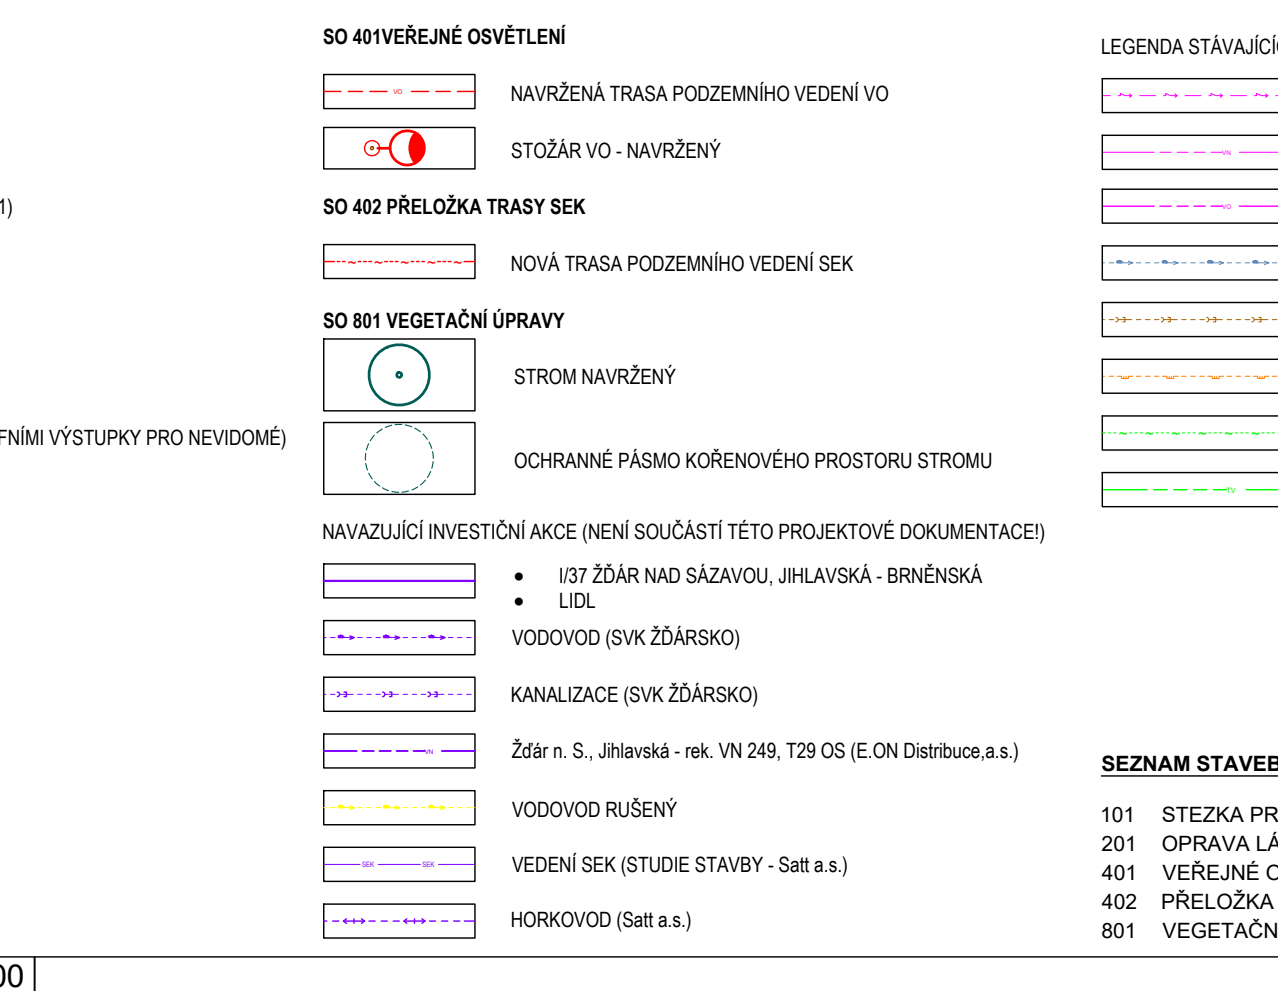 SO 401VEŘEJNÉ OSVĚTLENÍ
VO
NAVRŽENÁ TRASA PODZEMNÍHO VEDENÍ VO
STOŽÁR VO - NAVRŽENÝ
1)
SO 402 PŘELOŽKA TRASY SEK
NOVÁ TRASA PODZEMNÍHO VEDENÍ SEK
SO 801 VEGETAČNÍ ÚPRAVY
STROM NAVRŽENÝ
FNÍMI VÝSTUPKY PRO NEVIDOMÉ)
OCHRANNÉ PÁSMO KOŘENOVÉHO PROSTORU STROMU
NAVAZUJÍCÍ INVESTIČNÍ AKCE (NENÍ SOUČÁSTÍ TÉTO PROJEKTOVÉ DOKUMENTACE!)
● I/37 ŽĎÁR NAD SÁZAVOU, JIHLAVSKÁ - BRNĚNSKÁ
● LIDL
VODOVOD (SVK ŽĎÁRSKO)
KANALIZACE (SVK ŽĎÁRSKO)
VN
Žďár n. S., Jihlavská - rek. VN 249, T29 OS (E.ON Distribuce,a.s.)
VODOVOD RUŠENÝ
SEK SEK
VEDENÍ SEK (STUDIE STAVBY - Satt a.s.)
HORKOVOD (Satt a.s.)
00
LEGENDA STÁVAJÍCÍ
VN
VO
TV
SEZNAM STAVEB
101 STEZKA PR
201 OPRAVA LÁ
401 VEŘEJNÉ O
402 PŘELOŽKA
801 VEGETAČN